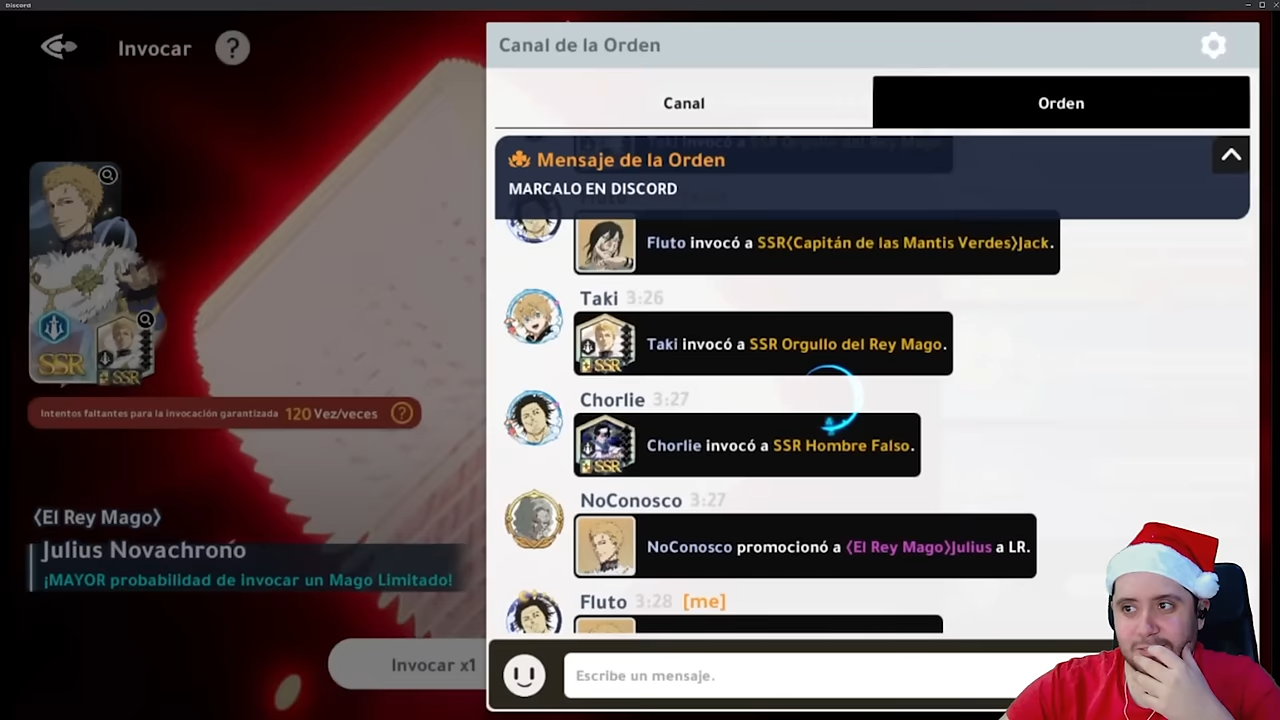 Discord
Invocar ?
Canal de la Orden
Canal
Orden
Mensaje de la Orden
MARCALO EN DISCORD
Fluto invocó a SSR⟨Capitán de las Mantis Verdes⟩Jack.
Taki 3:26
Taki invocó a SSR Orgullo del Rey Mago.
SSR
Chorlie 3:27
Chorlie invocó a SSR Hombre Falso.
SSR
NoConosco 3:27
NoConosco promocionó a ⟨El Rey Mago⟩Julius a LR.
Fluto 3:28 [me]
Escribe un mensaje.
SSR
SSR
Intentos faltantes para la invocación garantizada 120 Vez/veces ?
⟨El Rey Mago⟩
Julius Novachrono
¡MAYOR probabilidad de invocar un Mago Limitado!
Invocar x1